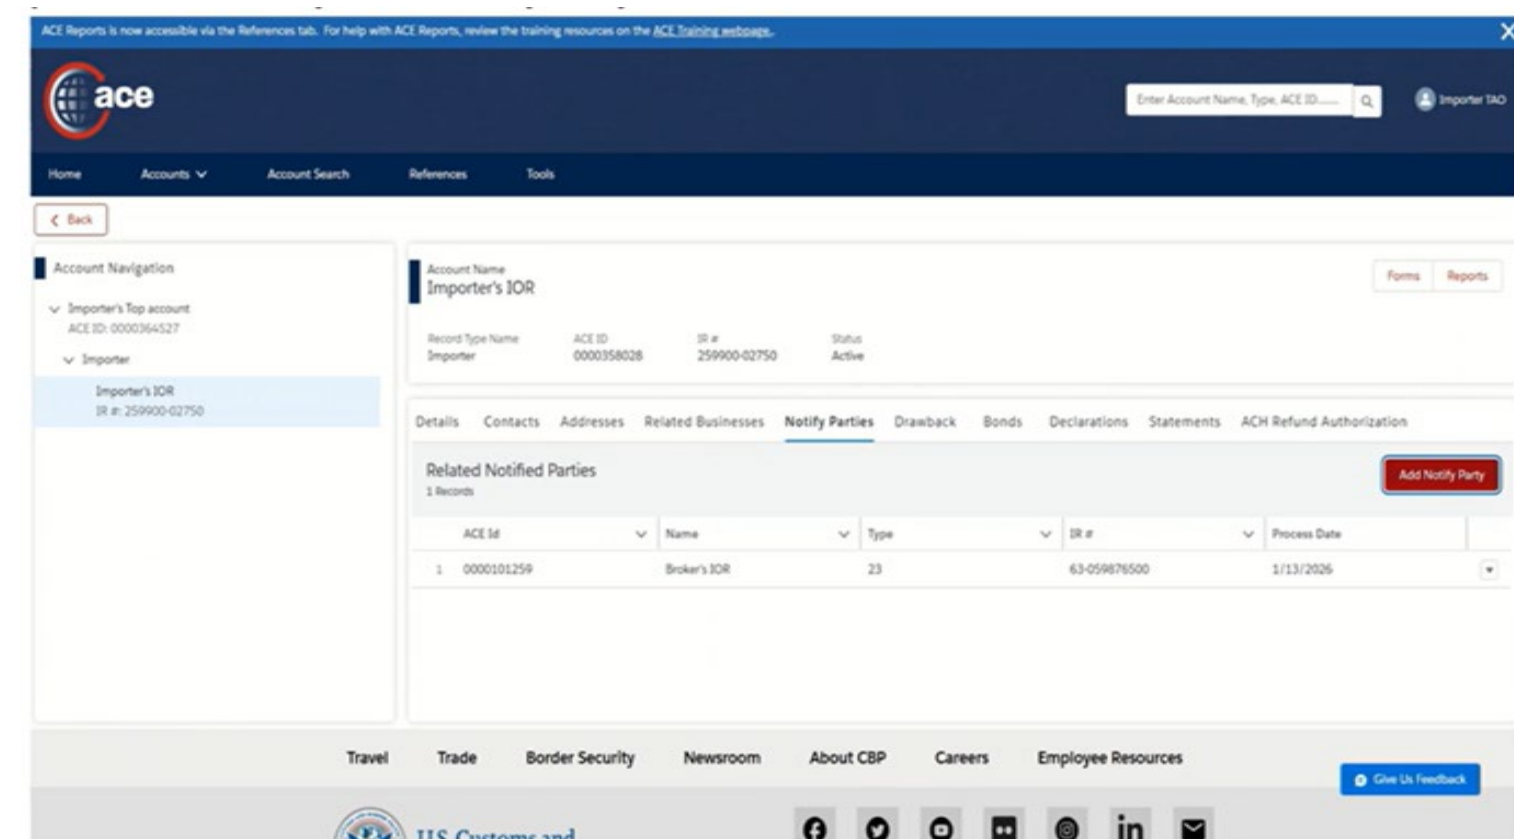 ACE Reports is now accessible via the References tab. For help with ACE Reports, review the training resources on the ACE Training webpage.
ace
Enter Account Name, Type, ACE ID......
Importer TAO
Home Accounts Account Search References Tools
Back
Account Navigation
Importer's Top account
ACE ID: 0000364527
Importer
Importer's IOR
IR #: 259900-02750
Account Name
Importer's IOR
Forms Reports
Record Type Name ACE ID IR # Status
Importer 0000358028 259900-02750 Active
Details Contacts Addresses Related Businesses Notify Parties Drawback Bonds Declarations Statements ACH Refund Authorization
Related Notified Parties
1 Records
Add Notify Party
ACE Id Name Type IR # Process Date
1 0000101259 Broker's IOR 23 63-059876500 1/13/2026
Travel Trade Border Security Newsroom About CBP Careers Employee Resources
Give Us Feedback
U.S. Customs and